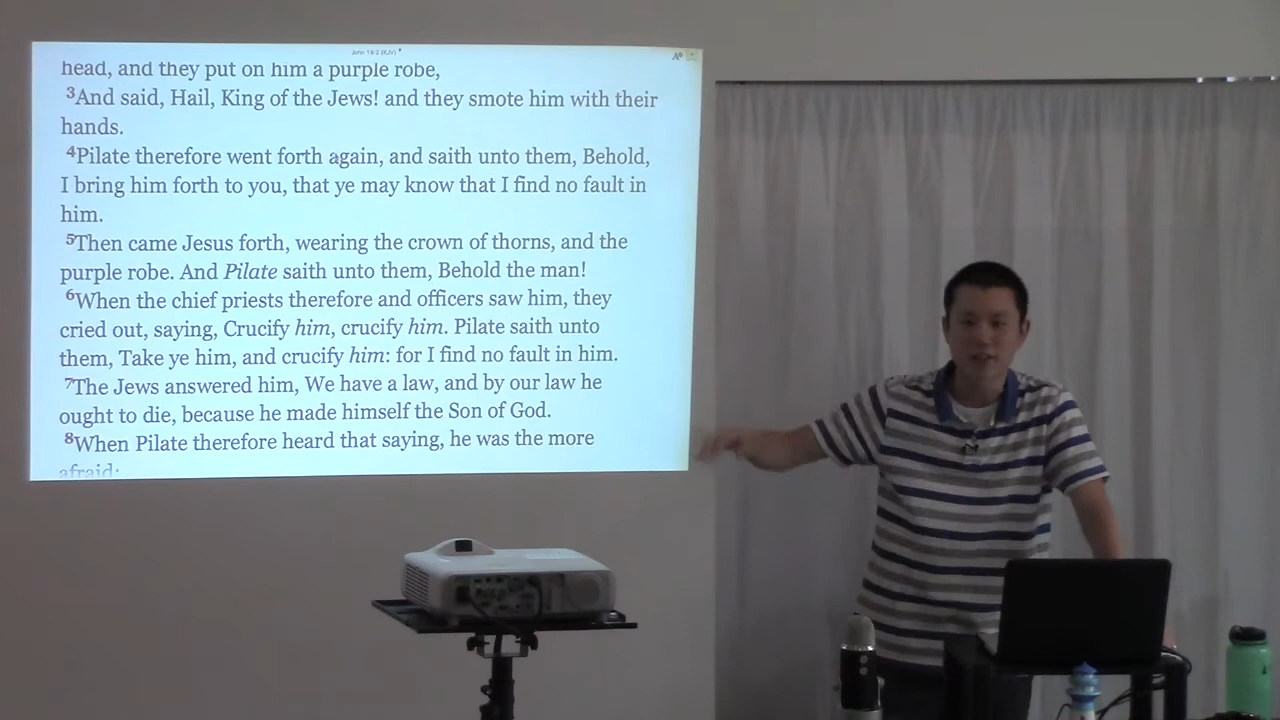 John 19:2 (KJV)
head, and they put on him a purple robe,
3And said, Hail, King of the Jews! and they smote him with their
hands.
4Pilate therefore went forth again, and saith unto them, Behold,
I bring him forth to you, that ye may know that I find no fault in
him.
5Then came Jesus forth, wearing the crown of thorns, and the
purple robe. And Pilate saith unto them, Behold the man!
6When the chief priests therefore and officers saw him, they
cried out, saying, Crucify him, crucify him. Pilate saith unto
them, Take ye him, and crucify him: for I find no fault in him.
7The Jews answered him, We have a law, and by our law he
ought to die, because he made himself the Son of God.
8When Pilate therefore heard that saying, he was the more
afraid;